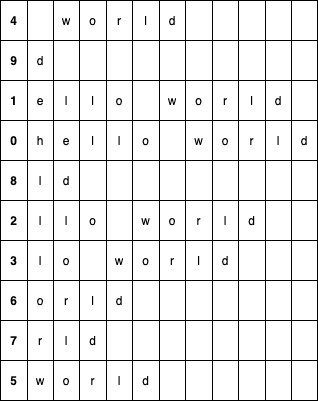 4 w o r l d
9 d
1 e l l o w o r l d
0 h e l l o w o r l d
8 l d
2 l l o w o r l d
3 l o w o r l d
6 o r l d
7 r l d
5 w o r l d